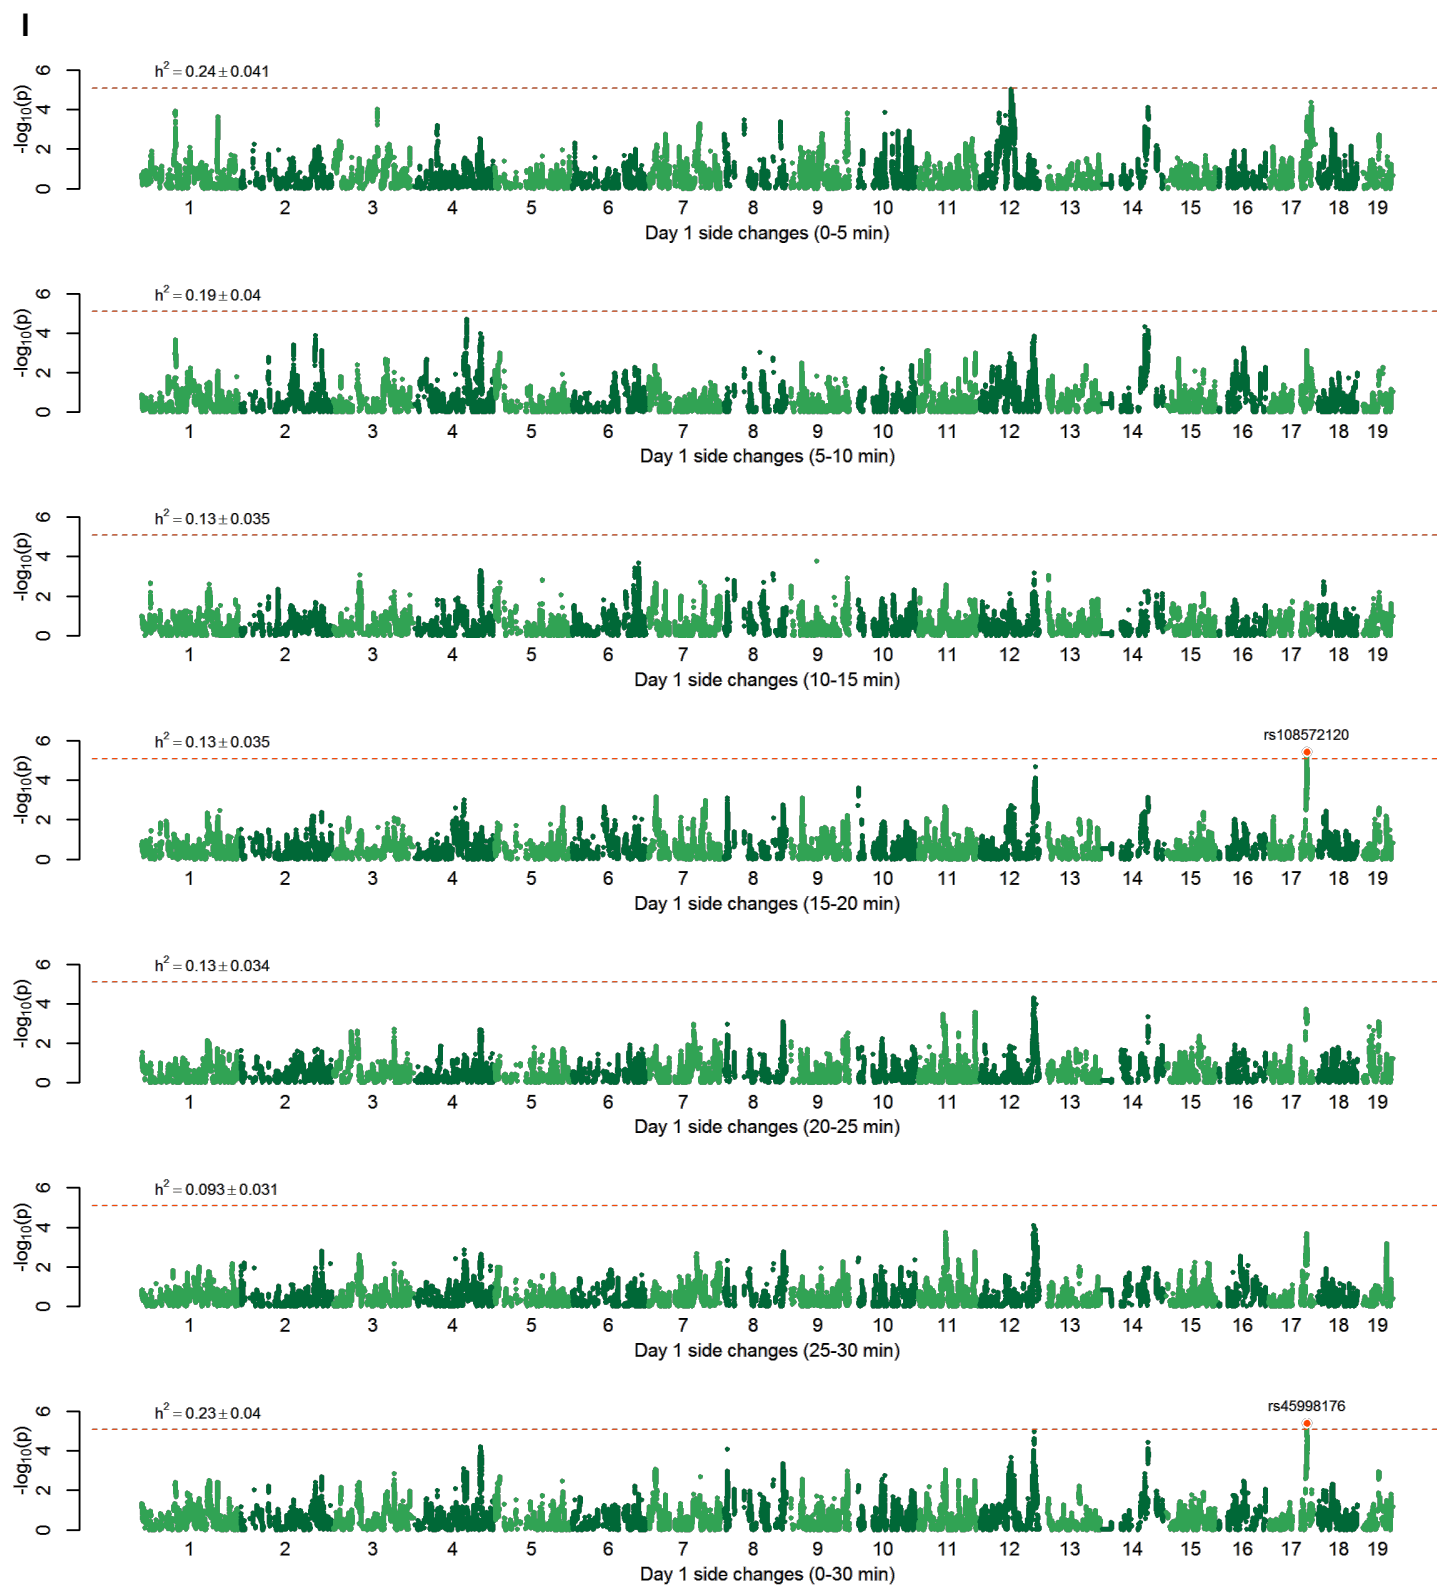 I
h² = 0.24 ± 0.041
6
4
2
0
-log₁₀(p)
1 2 3 4 5 6 7 8 9 10 11 12 13 14 15 16 17 18 19
Day 1 side changes (0-5 min)
h² = 0.19 ± 0.04
6
4
2
0
-log₁₀(p)
1 2 3 4 5 6 7 8 9 10 11 12 13 14 15 16 17 18 19
Day 1 side changes (5-10 min)
h² = 0.13 ± 0.035
6
4
2
0
-log₁₀(p)
1 2 3 4 5 6 7 8 9 10 11 12 13 14 15 16 17 18 19
Day 1 side changes (10-15 min)
rs108572120
h² = 0.13 ± 0.035
6
4
2
0
-log₁₀(p)
1 2 3 4 5 6 7 8 9 10 11 12 13 14 15 16 17 18 19
Day 1 side changes (15-20 min)
h² = 0.13 ± 0.034
6
4
2
0
-log₁₀(p)
1 2 3 4 5 6 7 8 9 10 11 12 13 14 15 16 17 18 19
Day 1 side changes (20-25 min)
h² = 0.093 ± 0.031
6
4
2
0
-log₁₀(p)
1 2 3 4 5 6 7 8 9 10 11 12 13 14 15 16 17 18 19
Day 1 side changes (25-30 min)
rs45998176
h² = 0.23 ± 0.04
6
4
2
0
-log₁₀(p)
1 2 3 4 5 6 7 8 9 10 11 12 13 14 15 16 17 18 19
Day 1 side changes (0-30 min)